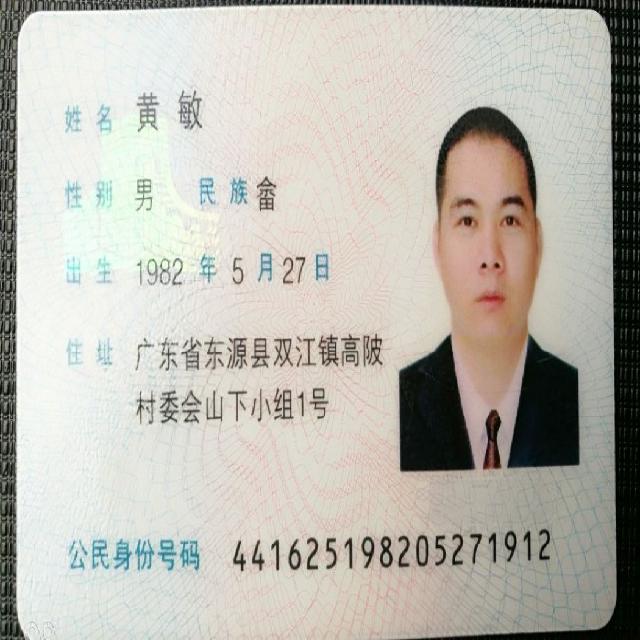 姓名 黄敏
性别 男 民族 畲
出生 1982 年 5 月 27 日
住址 广东省东源县双江镇高陂
村委会山下小组1号
公民身份号码 441625198205271912